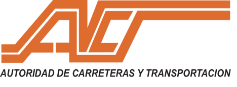 ACT
AUTORIDAD DE CARRETERAS Y TRANSPORTACION